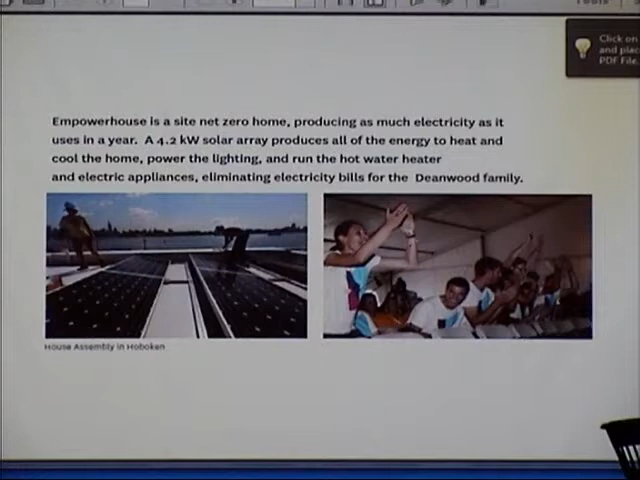 Click on
and plac
PDF File.
Empowerhouse is a site net zero home, producing as much electricity as it
uses in a year. A 4.2 kW solar array produces all of the energy to heat and
cool the home, power the lighting, and run the hot water heater
and electric appliances, eliminating electricity bills for the Deanwood family.
House Assembly in Hoboken